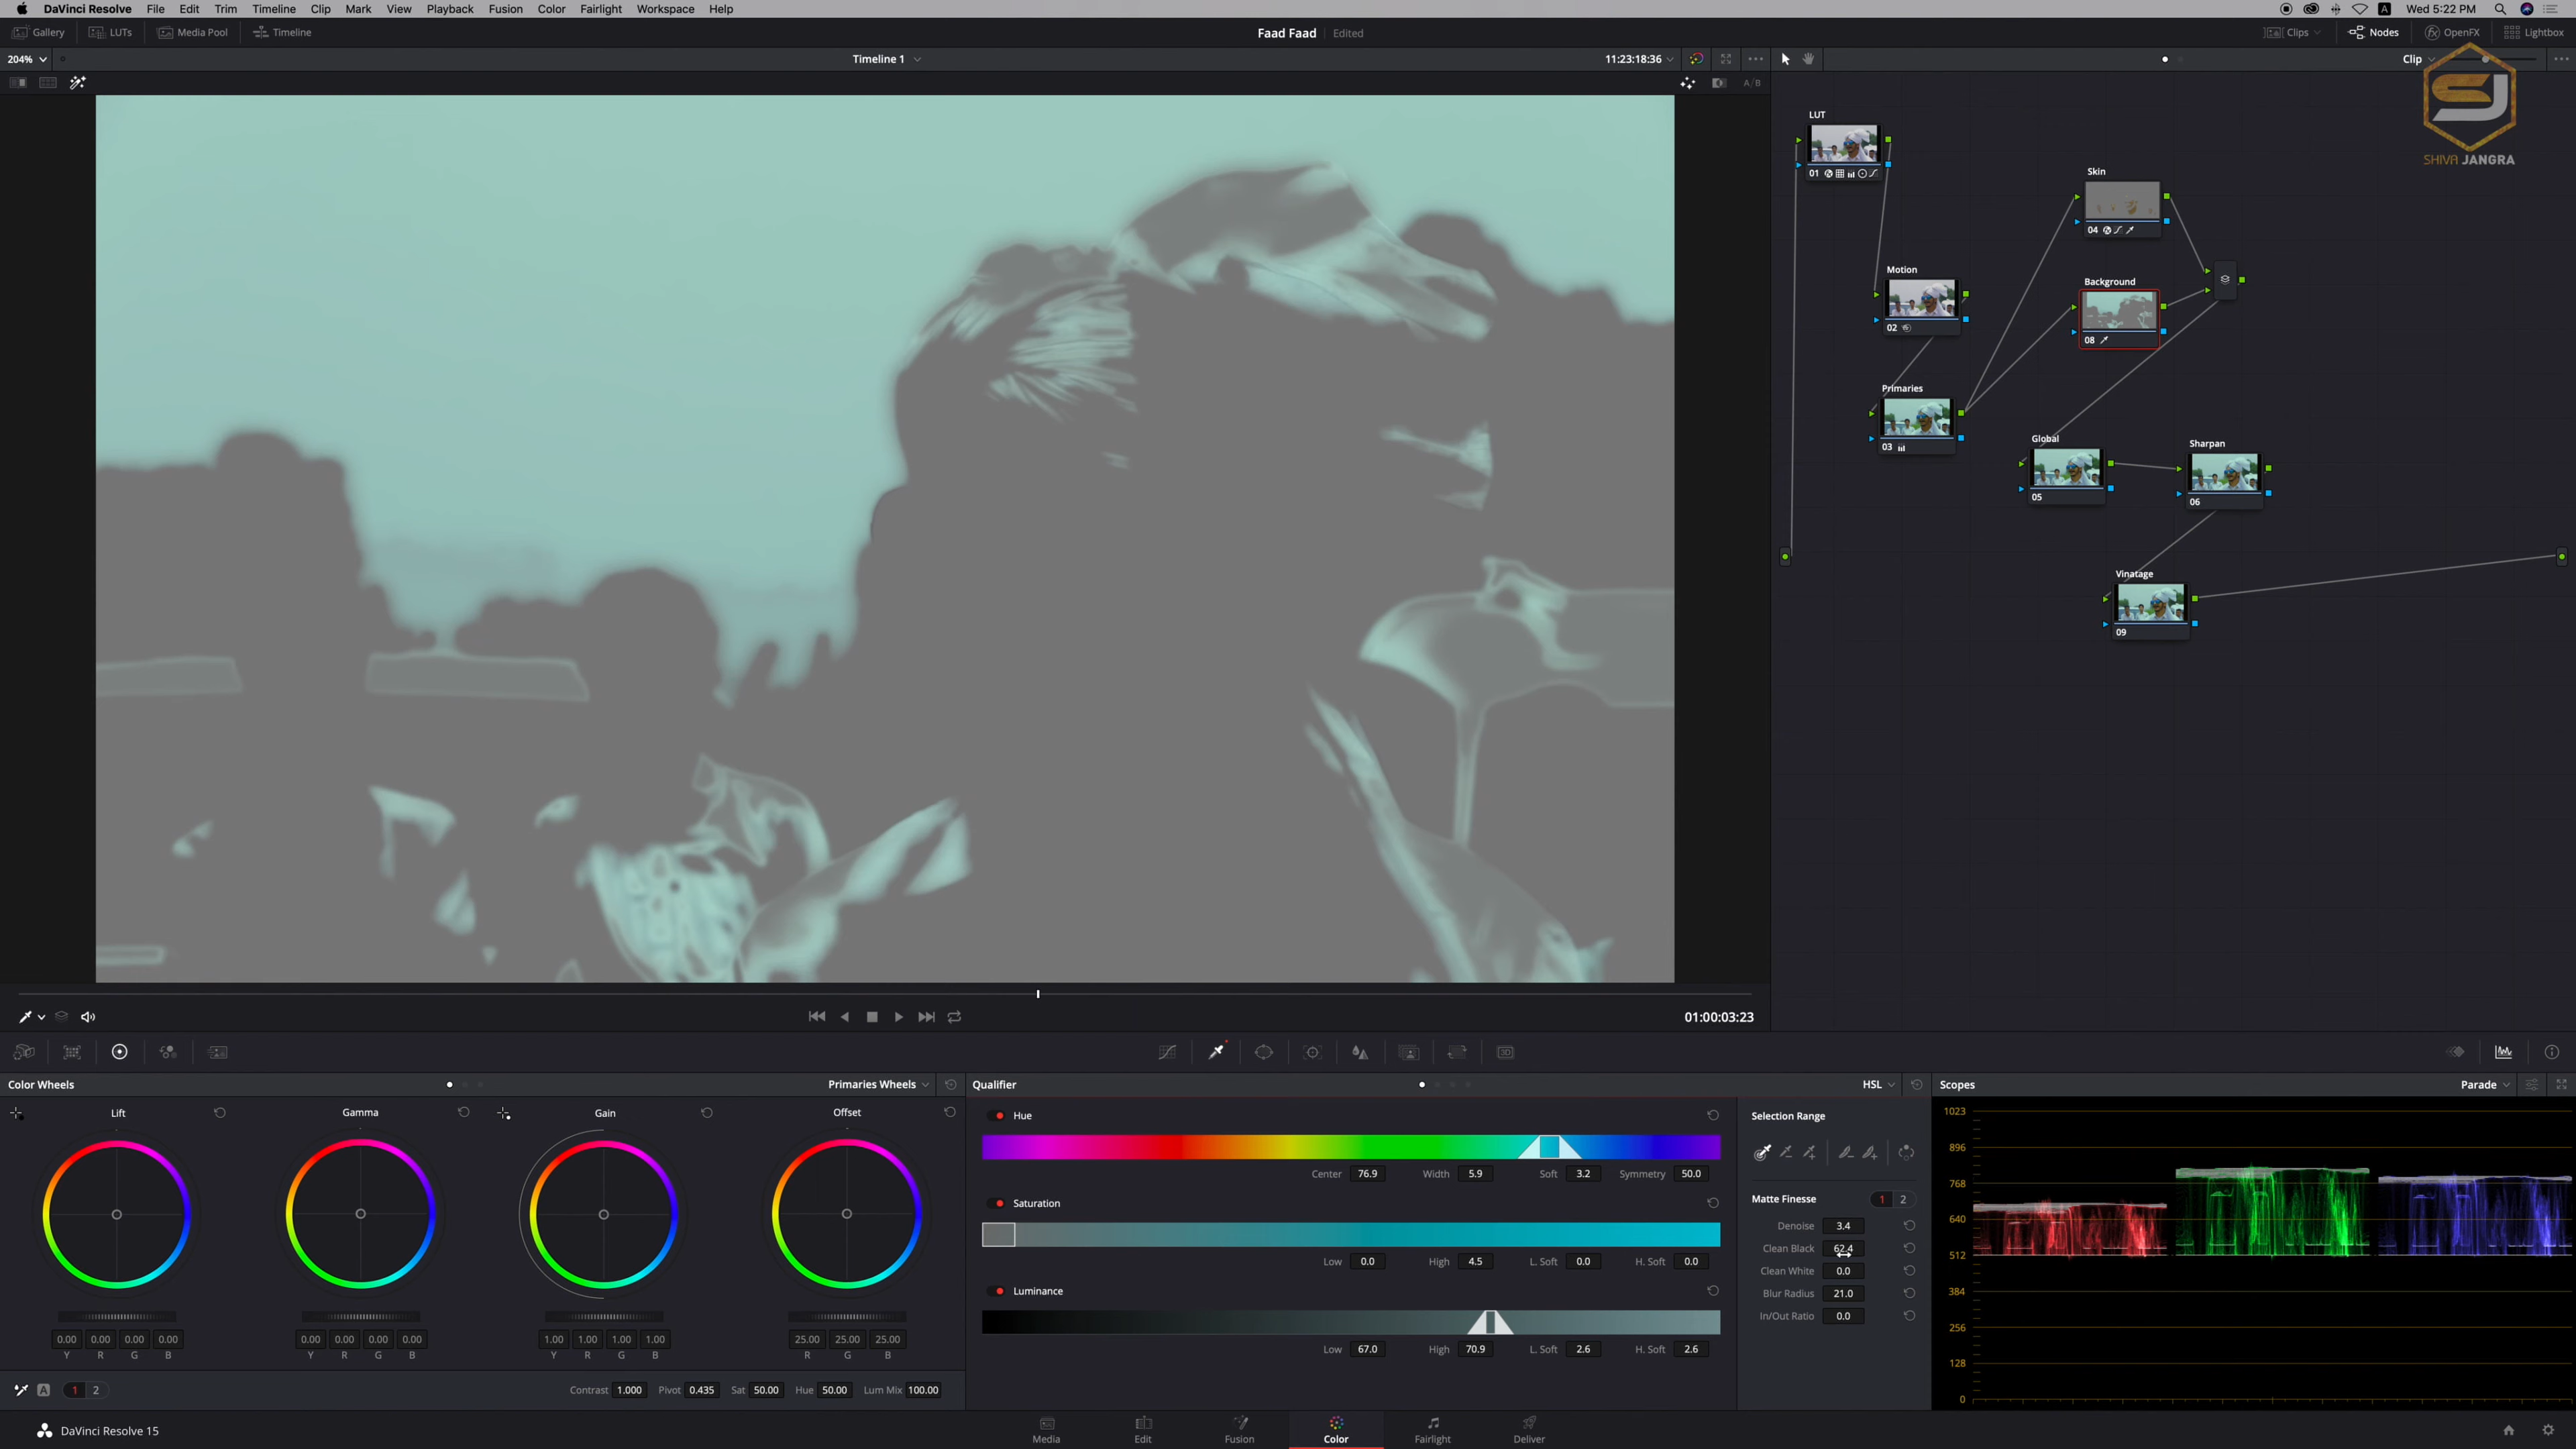 DaVinci Resolve File Edit Trim Timeline Clip Mark View Playback Fusion Color Fairlight Workspace Help A Wed 5:22 PM
Gallery LUTs Media Pool Timeline Faad Faad Edited Clips Nodes OpenFX Lightbox
204% Timeline 1 11:23:18:36 Clip
A/B
SJ
SHIVA JANGRA
LUT
01
Skin
04
Motion
02
Background
08
Primaries
03
Global
05
Sharpan
06
Vinatage
09
01:00:03:23
3D
Color Wheels Primaries Wheels
Lift Gamma Gain Offset
0.00 0.00 0.00 0.00 0.00 0.00 0.00 0.00 1.00 1.00 1.00 1.00 25.00 25.00 25.00
Y R G B Y R G B Y R G B R G B
A 1 2 Contrast 1.000 Pivot 0.435 Sat 50.00 Hue 50.00 Lum Mix 100.00
Qualifier HSL
Hue
Center 76.9 Width 5.9 Soft 3.2 Symmetry 50.0
Saturation
Low 0.0 High 4.5 L. Soft 0.0 H. Soft 0.0
Luminance
Low 67.0 High 70.9 L. Soft 2.6 H. Soft 2.6
Selection Range
Matte Finesse 1 2
Denoise 3.4
Clean Black 62.4
Clean White 0.0
Blur Radius 21.0
In/Out Ratio 0.0
Scopes Parade
1023
896
768
640
512
384
256
128
0
DaVinci Resolve 15 Media Edit Fusion Color Fairlight Deliver